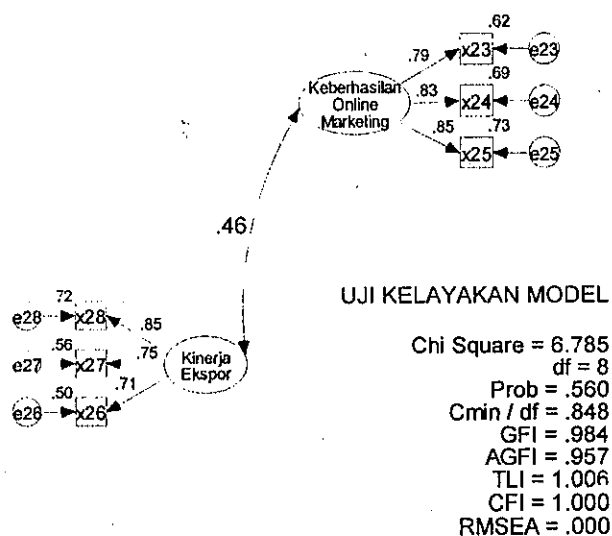 .62
.79 x23 e23
.69
Keberhasilan
Online
Marketing
.83 x24 e24
.73
.85 x25 e25
.46
.72
e28 x28 .85
.56
e27 x27 .75
Kinerja
Ekspor
.50
e26 x26 .71
UJI KELAYAKAN MODEL
Chi Square = 6.785
df = 8
Prob = .560
Cmin / df = .848
GFI = .984
AGFI = .957
TLI = 1.006
CFI = 1.000
RMSEA = .000